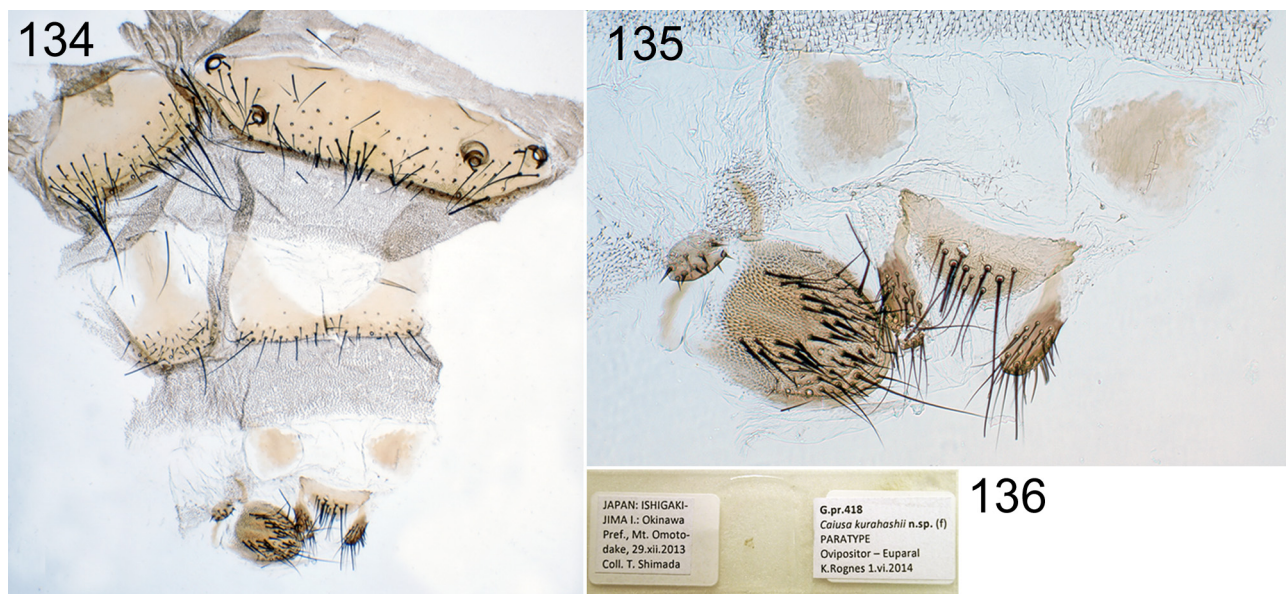 134
135
JAPAN: ISHIGAKI-
JIMA I.: Okinawa
Pref., Mt. Omoto-
dake, 29.xii.2013
Coll. T. Shimada
G.pr.418
Caiusa kurahashii n.sp. (f)
PARATYPE
Ovipositor – Euparal
K.Rognes 1.vi.2014
136